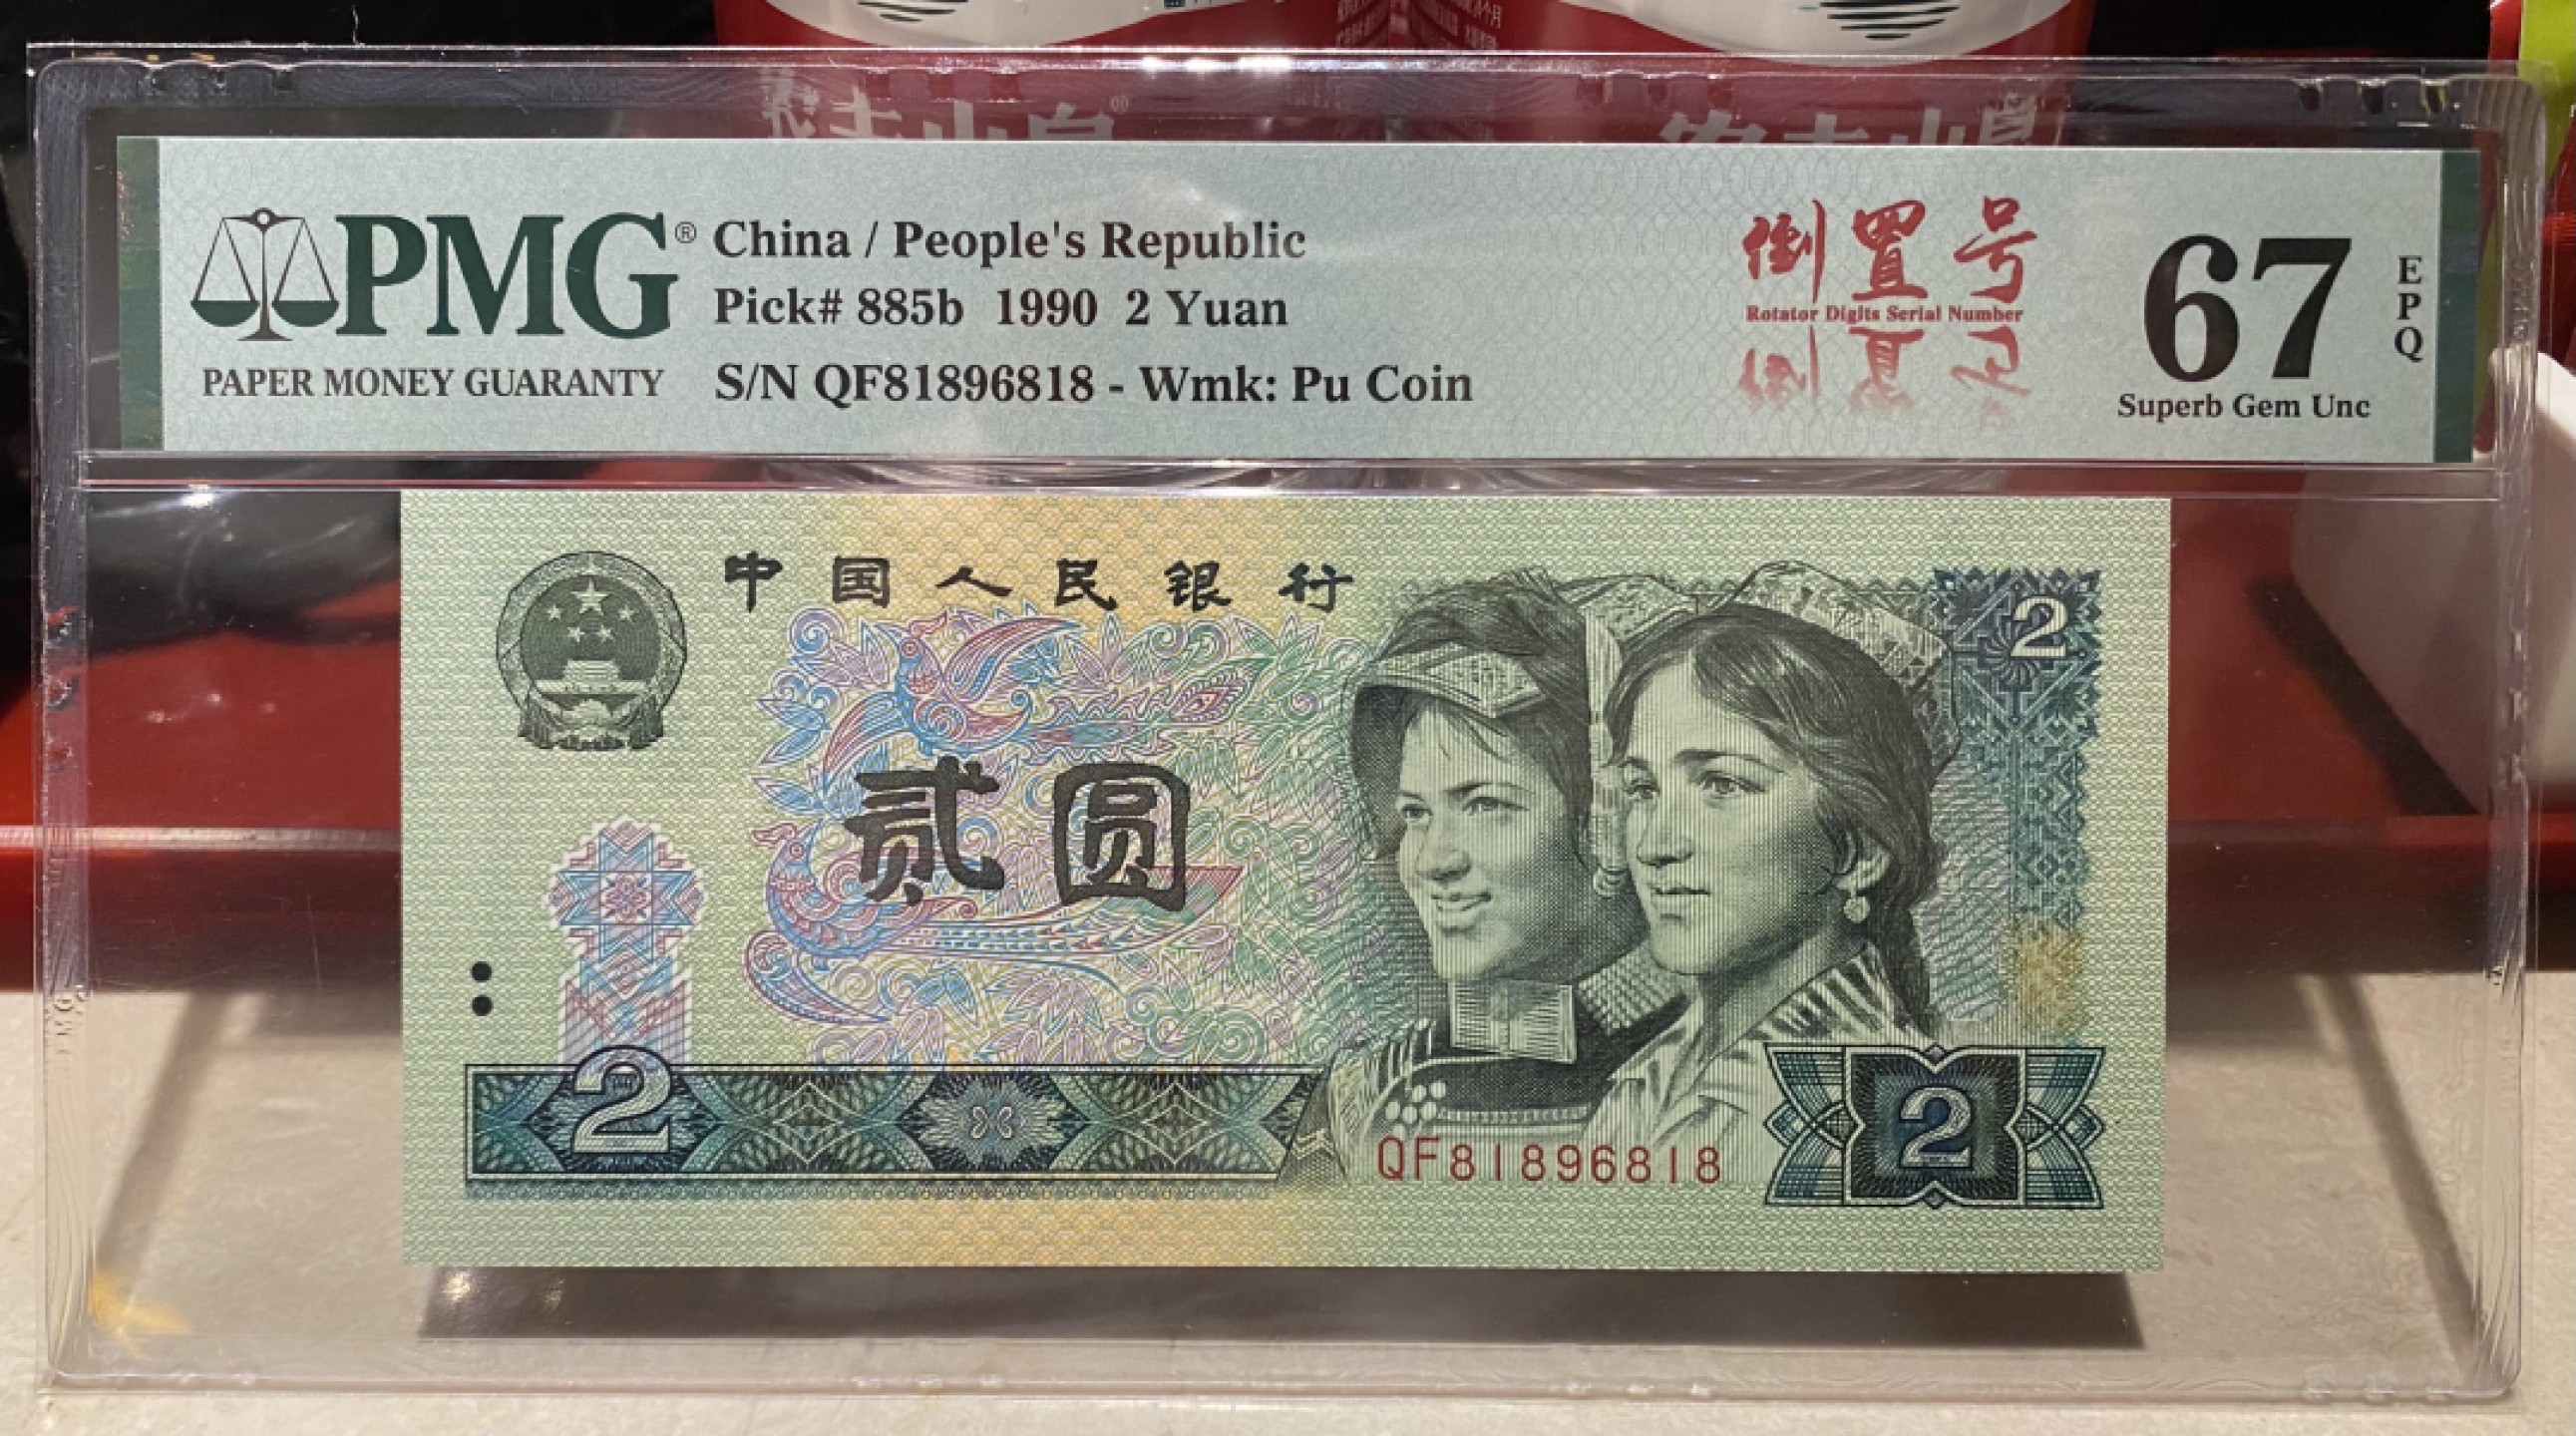 PMG®
PAPER MONEY GUARANTY
China / People's Republic
Pick# 885b 1990 2 Yuan
S/N QF81896818 - Wmk: Pu Coin
倒置号
Rotator Digits Serial Number
67
EPQ
Superb Gem Unc
中国人民银行
2
贰圆
2
QF81896818
2